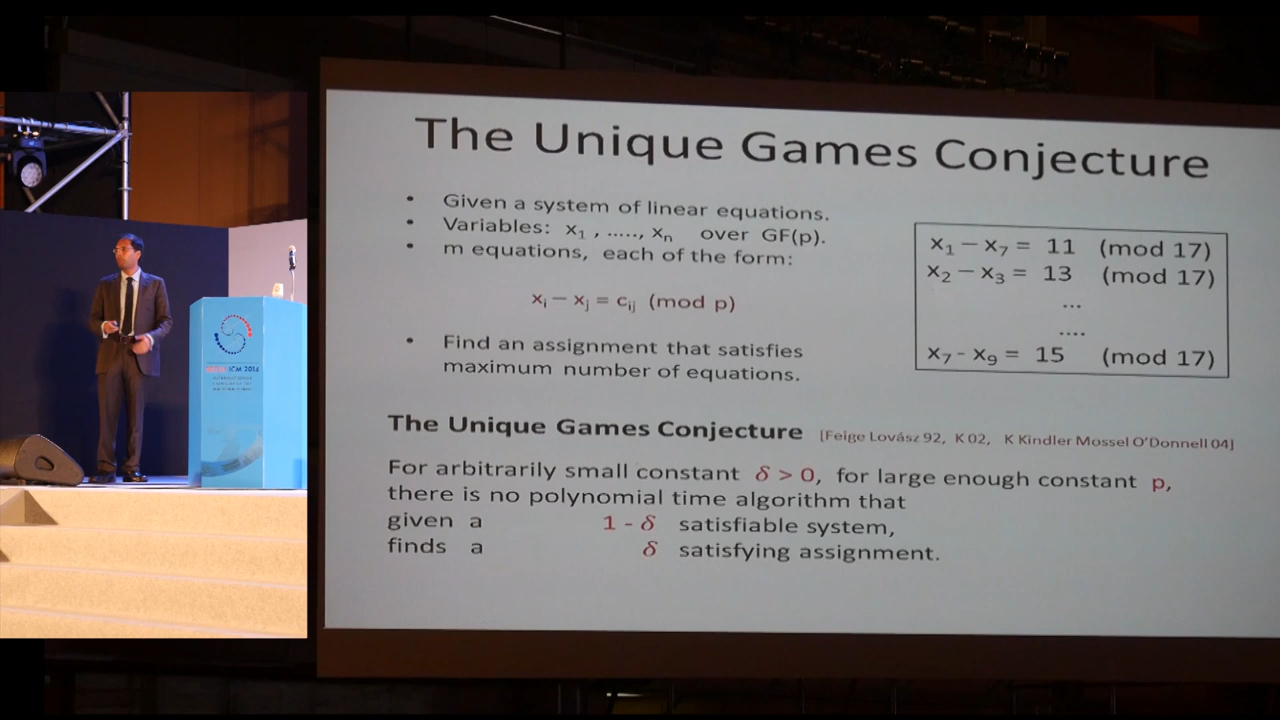 The Unique Games Conjecture
• Given a system of linear equations.
• Variables: x₁ , ....., xₙ over GF(p).
• m equations, each of the form:
xᵢ – xⱼ = cᵢⱼ (mod p)
• Find an assignment that satisfies
maximum number of equations.
x₁ – x₇ = 11 (mod 17)
x₂ – x₃ = 13 (mod 17)
...
....
x₇ - x₉ = 15 (mod 17)
The Unique Games Conjecture [Feige Lovász 92, K 02, K Kindler Mossel O'Donnell 04]
For arbitrarily small constant δ > 0, for large enough constant p,
there is no polynomial time algorithm that
given a 1 - δ satisfiable system,
finds a δ satisfying assignment.
ICM 2014